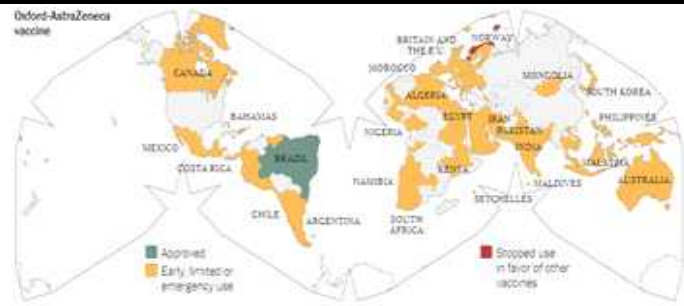 Oxford-AstraZeneca
vaccine
BRITAIN AND
THE E.U.
NORWAY
CANADA
MOROCCO
MONGOLIA
ALGERIA
SOUTH KOREA
BAHAMAS
EGYPT
IRAN
PHILIPPINES
PAKISTAN
NIGERIA
MEXICO
INDIA
BRAZIL
COSTA RICA
KENYA
MALAYSIA
NAMIBIA
MALDIVES
AUSTRALIA
SEYCHELLES
CHILE
ARGENTINA
SOUTH
AFRICA
Approved
Early, limited or
emergency use
Stopped use
in favor of other
vaccines